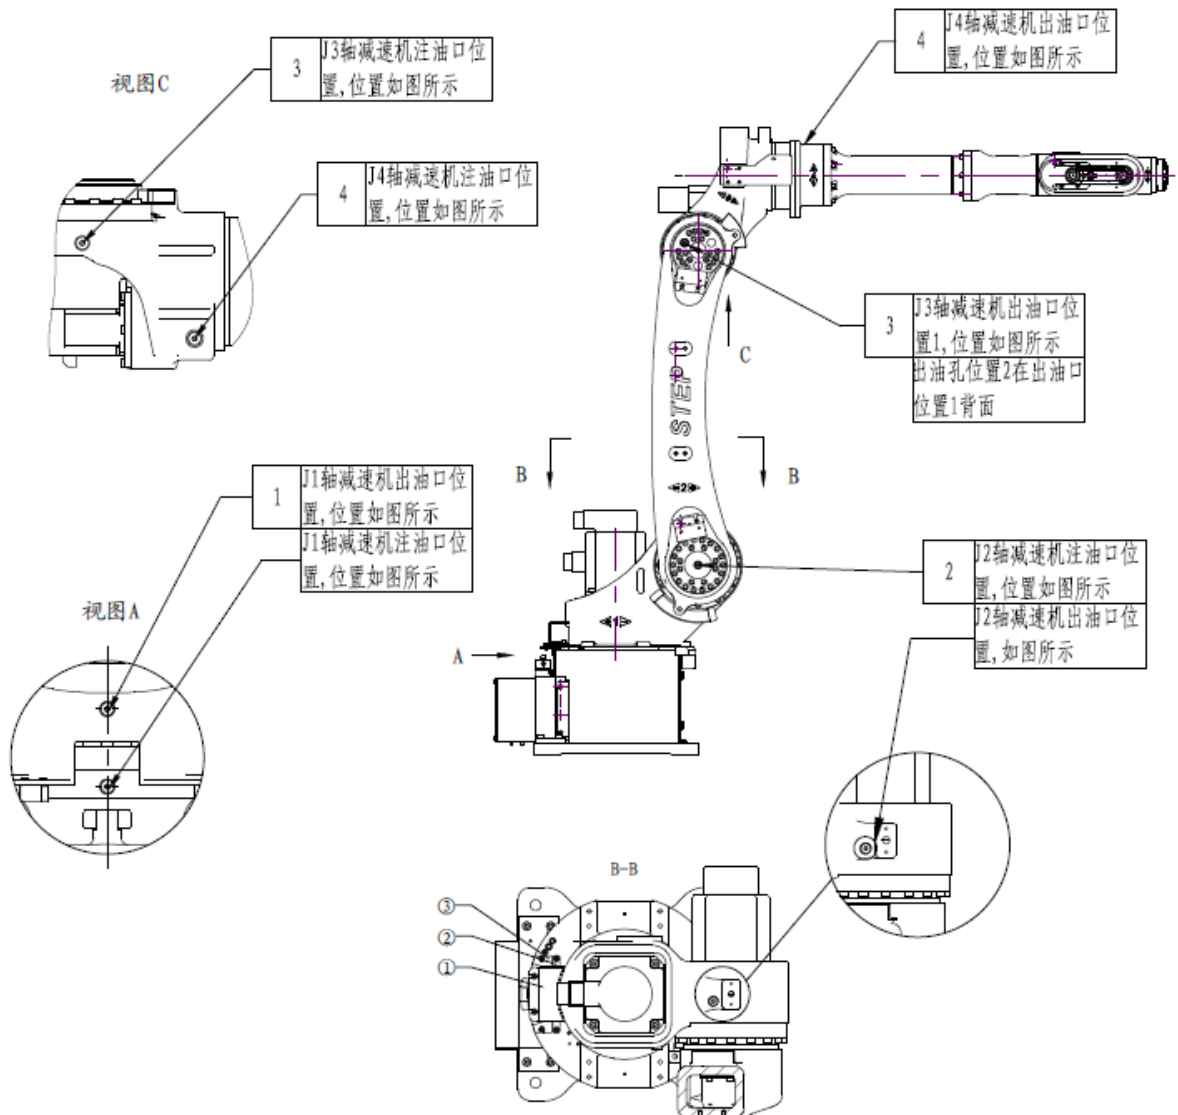 4
J4轴减速机出油口位
置,位置如图所示
3
J3轴减速机注油口位
置,位置如图所示
视图C
4
J4轴减速机注油口位
置,位置如图所示
3
J3轴减速机出油口位
置1,位置如图所示
出油孔位置2在出油口
位置1背面
C
STEP
B
B
2
1
J1轴减速机出油口位
置,位置如图所示
J1轴减速机注油口位
置,位置如图所示
2
J2轴减速机注油口位
置,位置如图所示
J2轴减速机出油口位
置,如图所示
视图A
1
A
B-B
③
②
①